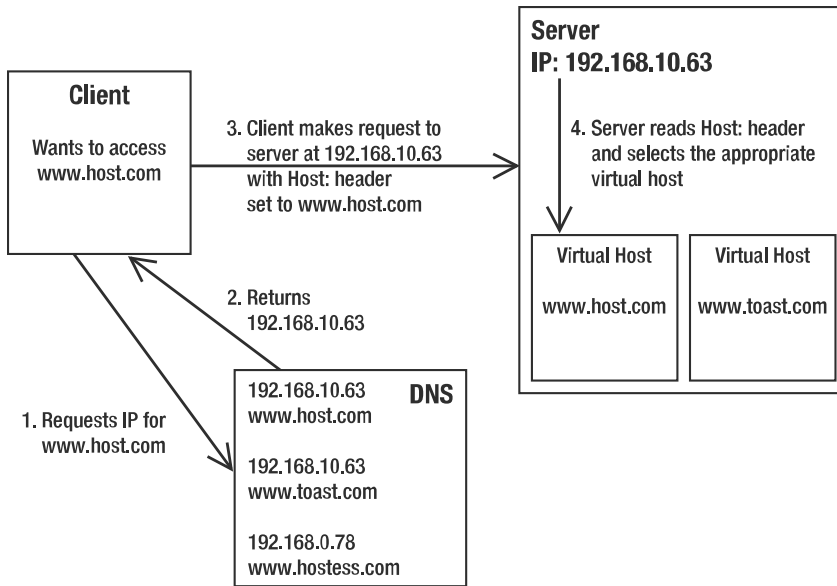 Client
Wants to access
www.host.com
3. Client makes request to
server at 192.168.10.63
with Host: header
set to www.host.com
Server
IP: 192.168.10.63
4. Server reads Host: header
and selects the appropriate
virtual host
Virtual Host
www.host.com
Virtual Host
www.toast.com
2. Returns
192.168.10.63
1. Requests IP for
www.host.com
DNS
192.168.10.63
www.host.com
192.168.10.63
www.toast.com
192.168.0.78
www.hostess.com